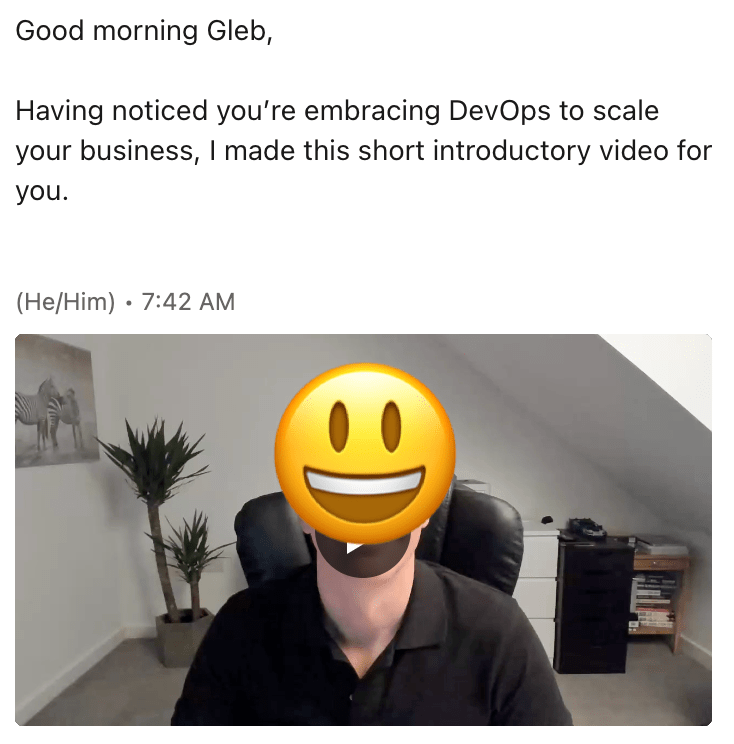 Good morning Gleb,
Having noticed you’re embracing DevOps to scale
your business, I made this short introductory video for
you.
(He/Him) • 7:42 AM